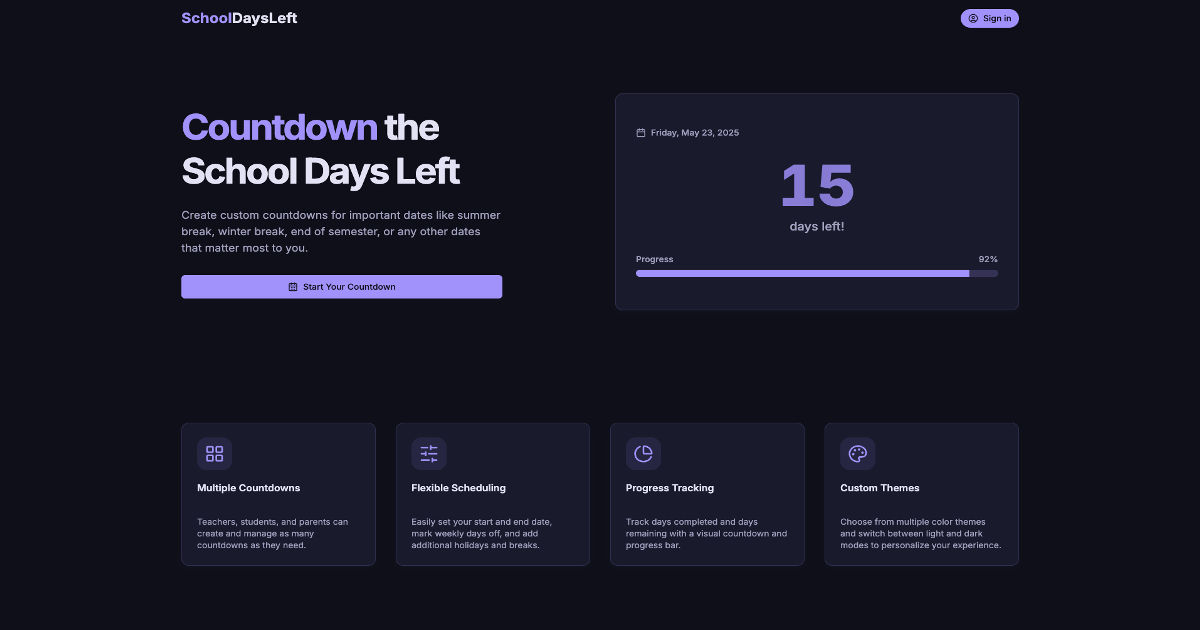 SchoolDaysLeft
Sign in
Countdown the
School Days Left
Create custom countdowns for important dates like summer
break, winter break, end of semester, or any other dates
that matter most to you.
Start Your Countdown
Friday, May 23, 2025
15
days left!
Progress
92%
Multiple Countdowns
Teachers, students, and parents can
create and manage as many
countdowns as they need.
Flexible Scheduling
Easily set your start and end date,
mark weekly days off, and add
additional holidays and breaks.
Progress Tracking
Track days completed and days
remaining with a visual countdown and
progress bar.
Custom Themes
Choose from multiple color themes
and switch between light and dark
modes to personalize your experience.